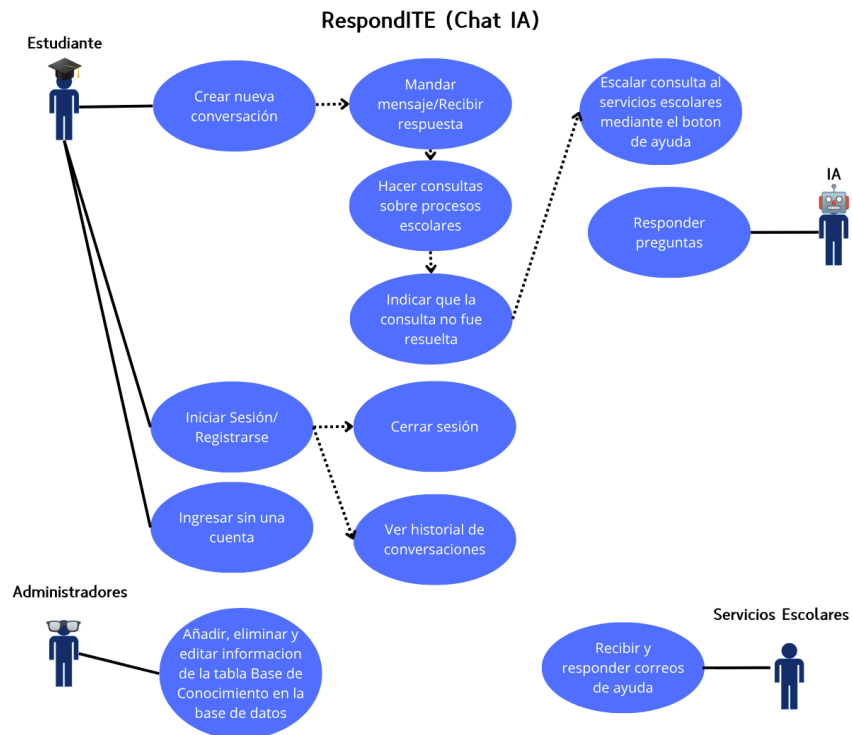 RespondITE (Chat IA)
Estudiante
Crear nueva
conversación
Mandar
mensaje/Recibir
respuesta
Escalar consulta al
servicios escolares
mediante el boton
de ayuda
Hacer consultas
sobre procesos
escolares
IA
Responder
preguntas
Indicar que la
consulta no fue
resuelta
Iniciar Sesión/
Registrarse
Cerrar sesión
Ingresar sin una
cuenta
Ver historial de
conversaciones
Administradores
Añadir, eliminar y
editar informacion
de la tabla Base de
Conocimiento en la
base de datos
Servicios Escolares
Recibir y
responder correos
de ayuda